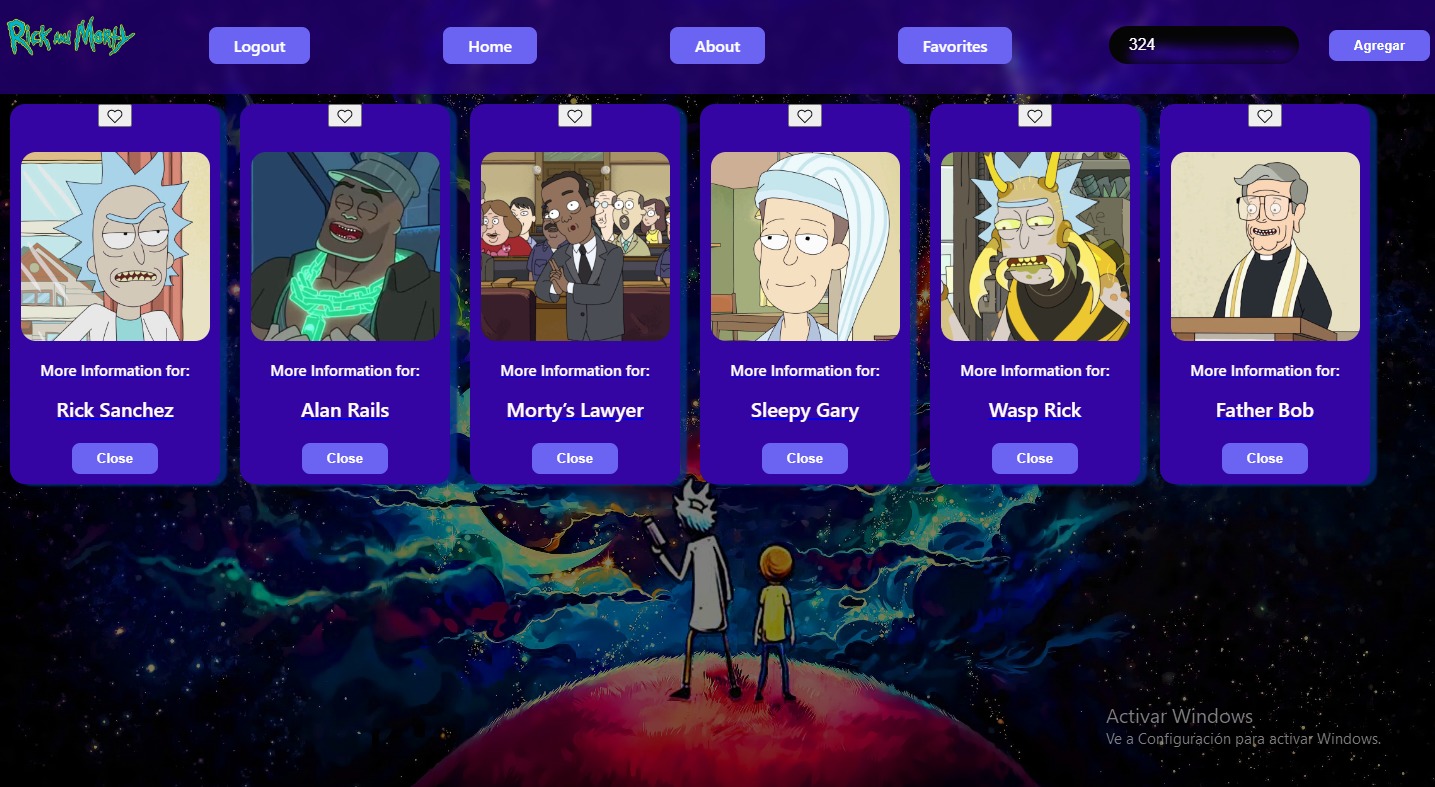 Rick and Morty
Logout
Home
About
Favorites
324
Agregar
More Information for:
Rick Sanchez
Close
More Information for:
Alan Rails
Close
More Information for:
Morty’s Lawyer
Close
More Information for:
Sleepy Gary
Close
More Information for:
Wasp Rick
Close
More Information for:
Father Bob
Close
Activar Windows
Ve a Configuración para activar Windows.